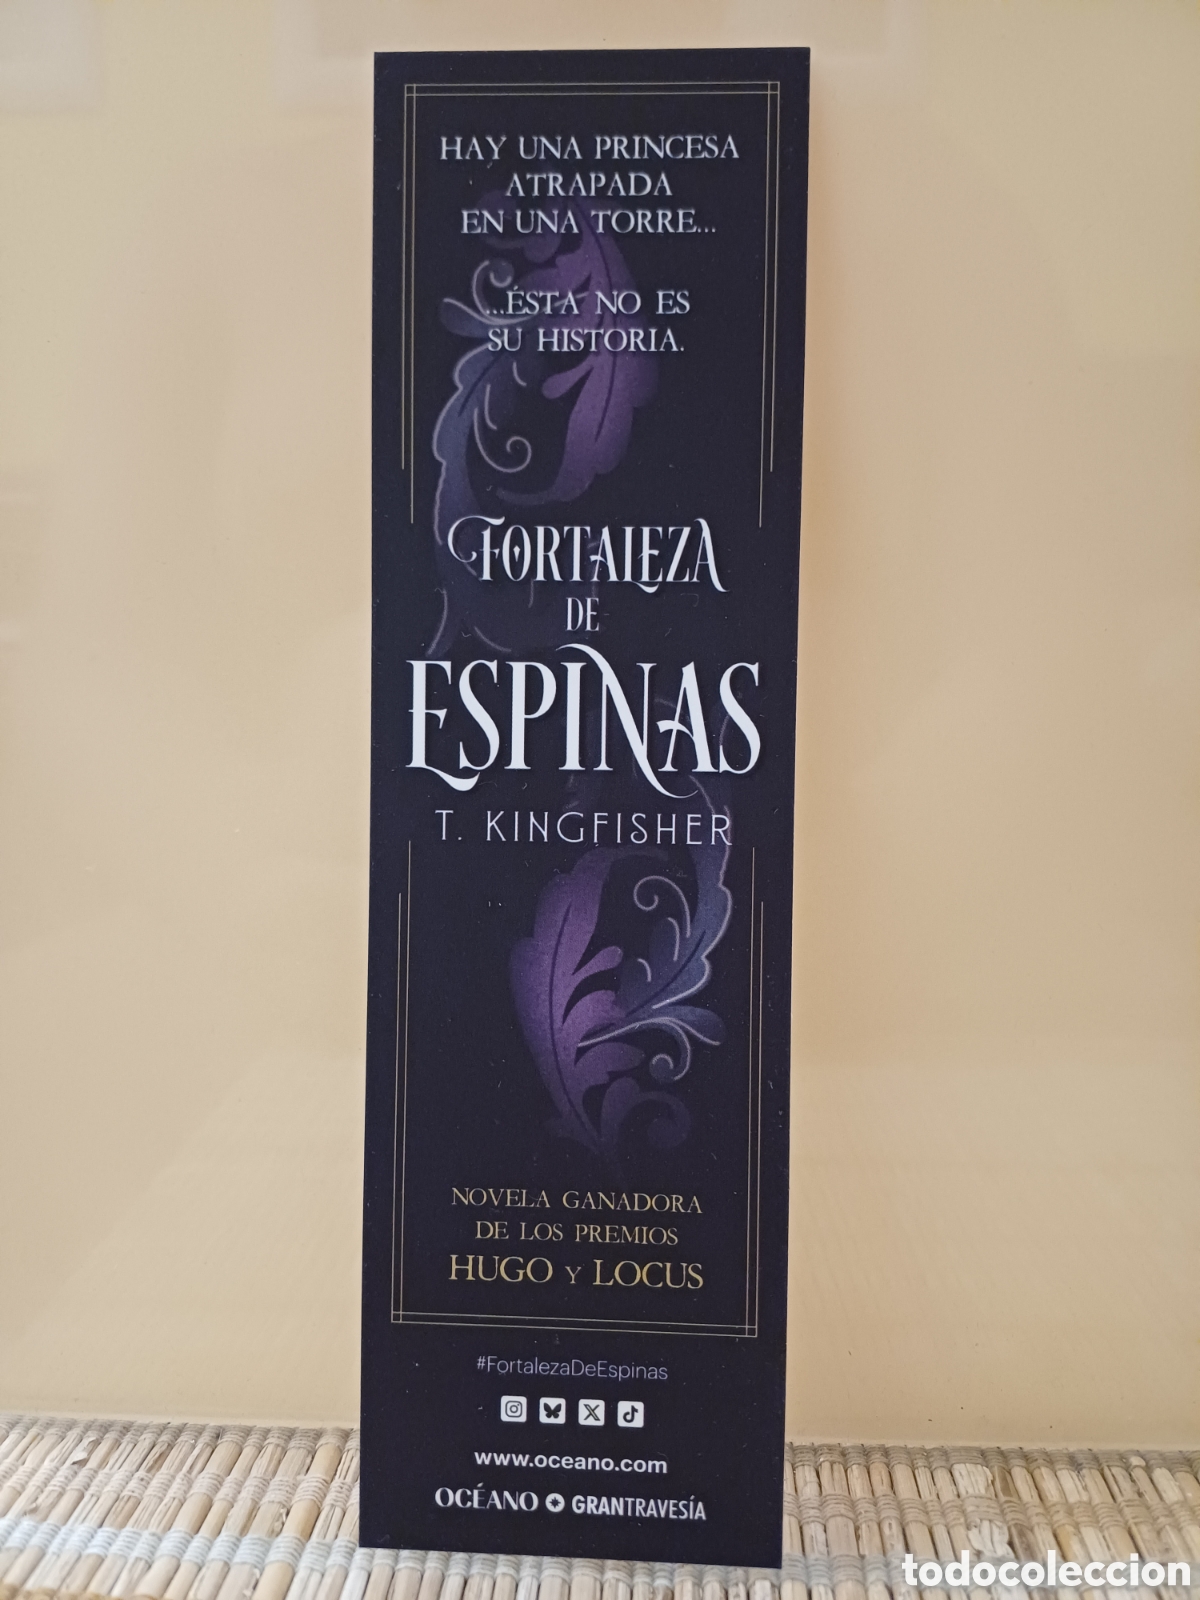 HAY UNA PRINCESA
ATRAPADA
EN UNA TORRE...
...ÉSTA NO ES
SU HISTORIA.
FORTALEZA
DE
ESPINAS
T. KINGFISHER
NOVELA GANADORA
DE LOS PREMIOS
HUGO Y LOCUS
#FortalezaDeEspinas
www.oceano.com
OCÉANO GRANTRAVESÍA
todocoleccion